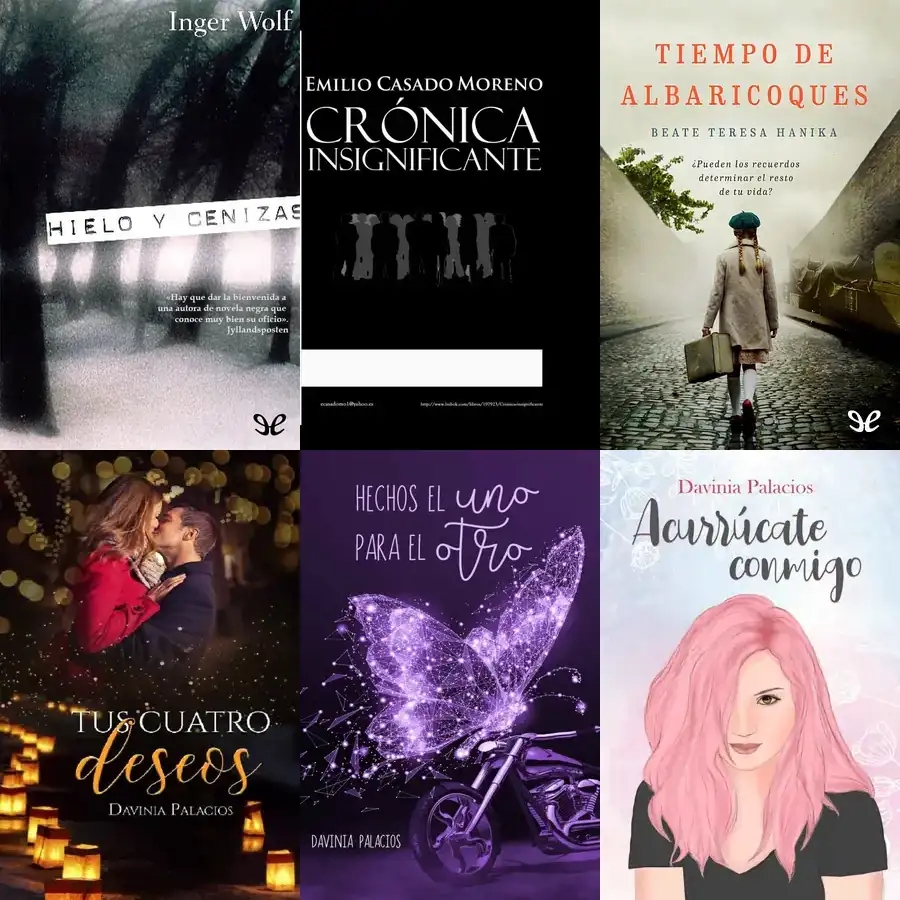 Inger Wolf
HIELO Y CENIZAS
«Hay que dar la bienvenida a
una autora de novela negra que
conoce muy bien su oficio».
Jyllandsposten
EMILIO CASADO MORENO
CRÓNICA
INSIGNIFICANTE
TIEMPO DE
ALBARICOQUES
BEATE TERESA HANIKA
¿Pueden los recuerdos
determinar el resto
de tu vida?
TUS CUATRO
deseos
DAVINIA PALACIOS
HECHOS EL uno
PARA EL otro
DAVINIA PALACIOS
Davinia Palacios
Acurrúcate
conmigo